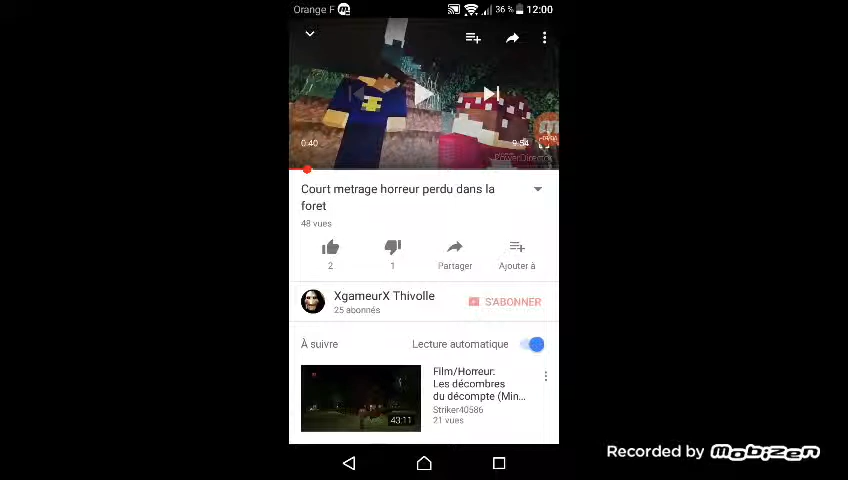 Orange F 36 % 12:00
0:40 9:54
PowerDirector
Court metrage horreur perdu dans la
foret
48 vues
2 1 Partager Ajouter à
XgameurX Thivolle
25 abonnés
S'ABONNER
À suivre Lecture automatique
Film/Horreur:
Les décombres
du décompte (Min...
Striker40586
21 vues
43:11
Recorded by mobizen